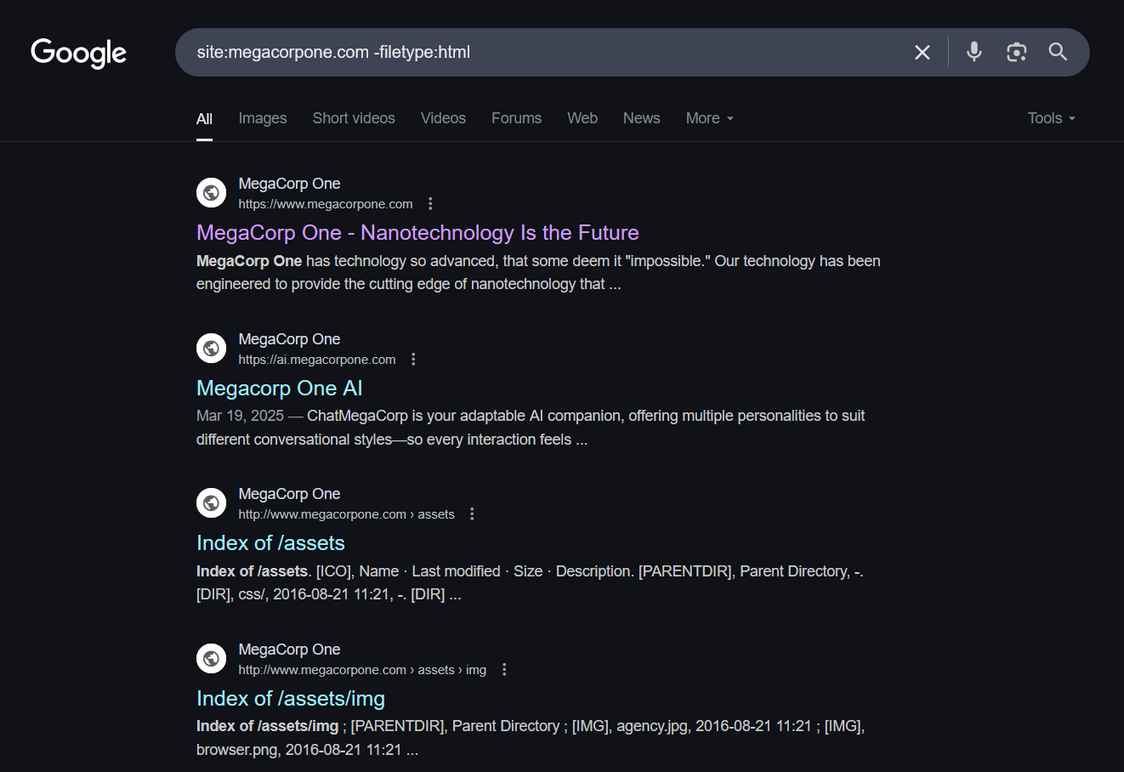 Google
site:megacorpone.com -filetype:html
All Images Short videos Videos Forums Web News More Tools
MegaCorp One
https://www.megacorpone.com
MegaCorp One - Nanotechnology Is the Future
MegaCorp One has technology so advanced, that some deem it "impossible." Our technology has been
engineered to provide the cutting edge of nanotechnology that ...
MegaCorp One
https://ai.megacorpone.com
Megacorp One AI
Mar 19, 2025 — ChatMegaCorp is your adaptable AI companion, offering multiple personalities to suit
different conversational styles—so every interaction feels ...
MegaCorp One
http://www.megacorpone.com › assets
Index of /assets
Index of /assets. [ICO], Name · Last modified · Size · Description. [PARENTDIR], Parent Directory, -.
[DIR], css/, 2016-08-21 11:21, -. [DIR] ...
MegaCorp One
http://www.megacorpone.com › assets › img
Index of /assets/img
Index of /assets/img ; [PARENTDIR], Parent Directory ; [IMG], agency.jpg, 2016-08-21 11:21 ; [IMG],
browser.png, 2016-08-21 11:21 ...